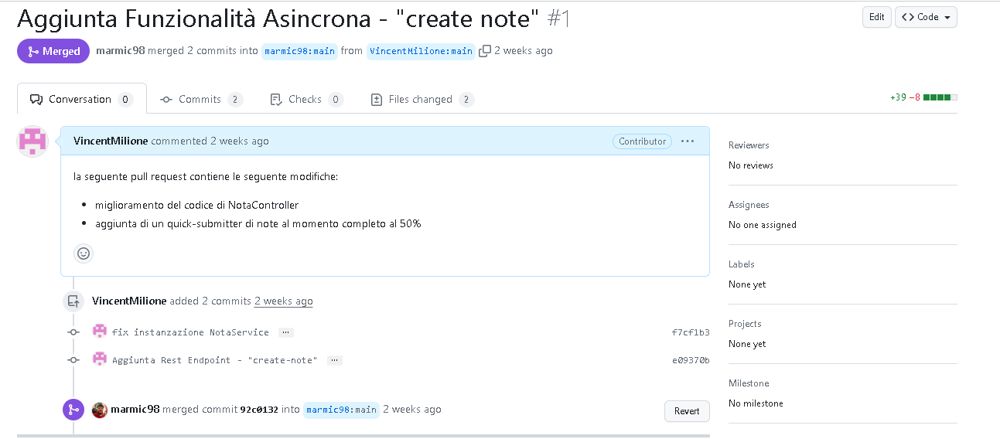 Aggiunta Funzionalità Asincrona - "create note" #1
Edit
Code
Merged
marmic98 merged 2 commits into marmic98:main from VincentMilione:main 2 weeks ago
Conversation 0
Commits 2
Checks 0
Files changed 2
+39 −8
VincentMilione commented 2 weeks ago
Contributor
la seguente pull request contiene le seguente modifiche:
• miglioramento del codice di NotaController
• aggiunta di un quick-submitter di note al momento completo al 50%
VincentMilione added 2 commits 2 weeks ago
fix instanzazione NotaService ...
f7cf1b3
Aggiunta Rest Endpoint - "create-note" ...
e09370b
marmic98 merged commit 92c0132 into marmic98:main 2 weeks ago
Revert
Reviewers
No reviews
Assignees
No one assigned
Labels
None yet
Projects
None yet
Milestone
No milestone